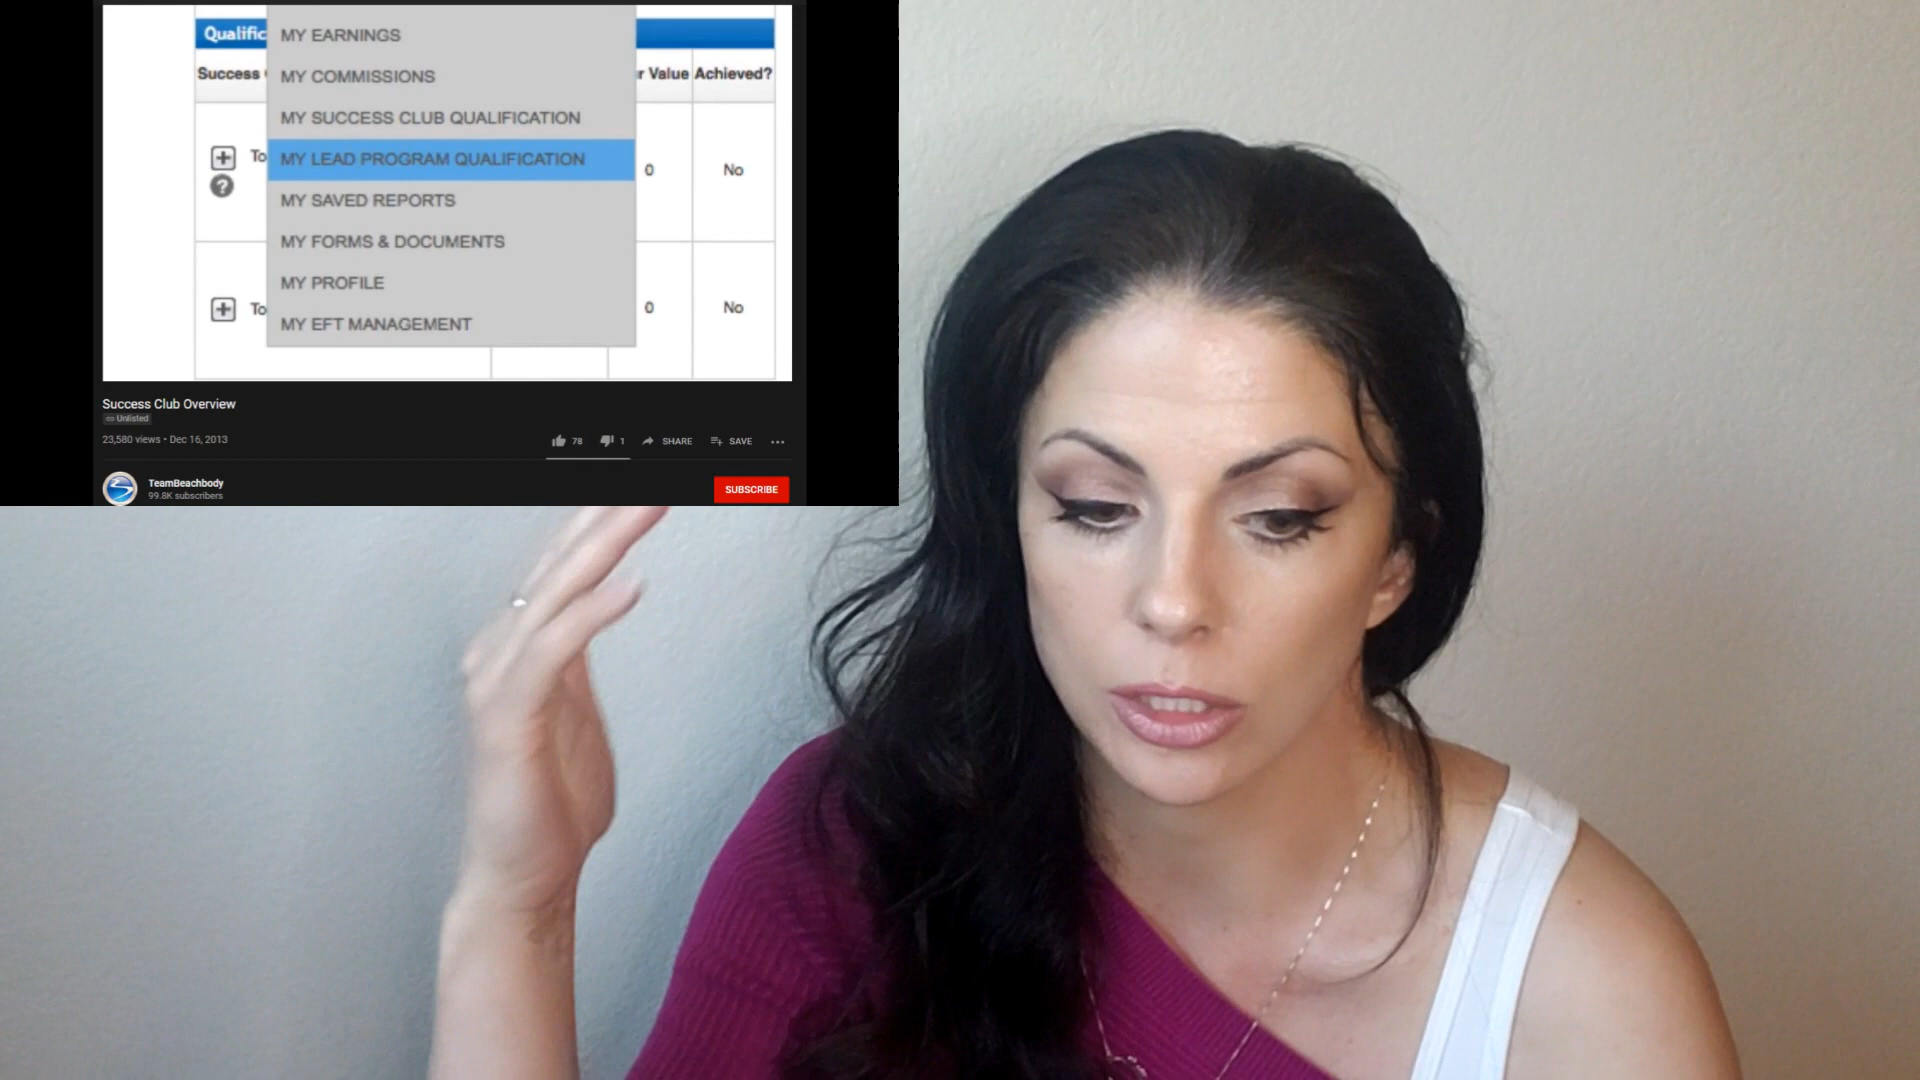 Qualific
MY EARNINGS
Success
MY COMMISSIONS
r Value
Achieved?
MY SUCCESS CLUB QUALIFICATION
To
MY LEAD PROGRAM QUALIFICATION
0
No
MY SAVED REPORTS
MY FORMS & DOCUMENTS
MY PROFILE
To
0
No
MY EFT MANAGEMENT
Success Club Overview
Unlisted
23,580 views • Dec 16, 2013
78
1
SHARE
SAVE
TeamBeachbody
99.8K subscribers
SUBSCRIBE